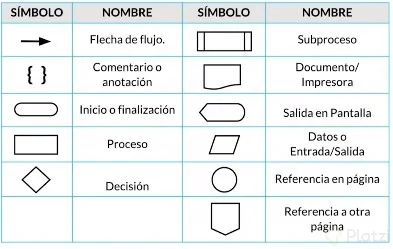 SÍMBOLO NOMBRE SÍMBOLO NOMBRE
Flecha de flujo. Subproceso
{ } Comentario o
anotación
Documento/
Impresora
Inicio o finalización Salida en Pantalla
Proceso Datos o
Entrada/Salida
Decisión Referencia en página
Referencia a otra
página
Platzi